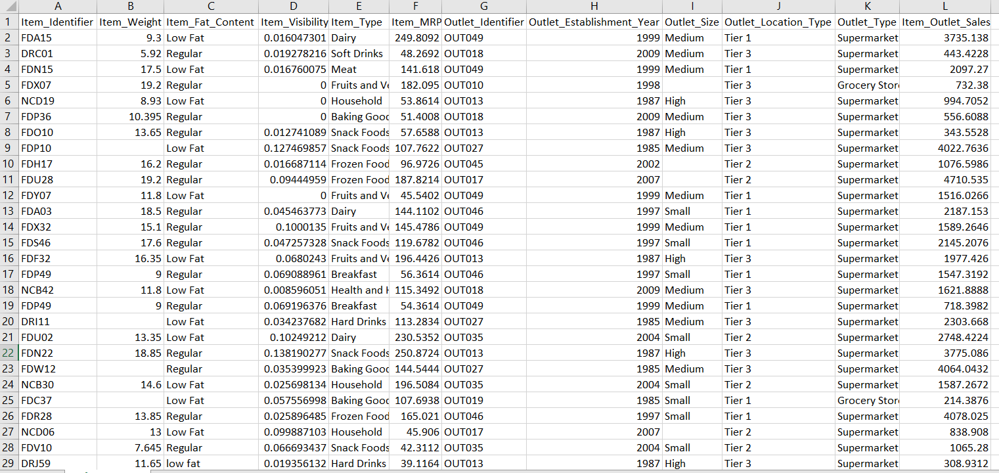 A B C D E F G H I J K L
1 Item_Identifier Item_Weight Item_Fat_Content Item_Visibility Item_Type Item_MRP Outlet_Identifier Outlet_Establishment_Year Outlet_Size Outlet_Location_Type Outlet_Type Item_Outlet_Sales
2 FDA15 9.3 Low Fat 0.016047301 Dairy 249.8092 OUT049 1999 Medium Tier 1 Supermarket 3735.138
3 DRC01 5.92 Regular 0.019278216 Soft Drinks 48.2692 OUT018 2009 Medium Tier 3 Supermarket 443.4228
4 FDN15 17.5 Low Fat 0.016760075 Meat 141.618 OUT049 1999 Medium Tier 1 Supermarket 2097.27
5 FDX07 19.2 Regular 0 Fruits and Ve 182.095 OUT010 1998 Tier 3 Grocery Stor 732.38
6 NCD19 8.93 Low Fat 0 Household 53.8614 OUT013 1987 High Tier 3 Supermarket 994.7052
7 FDP36 10.395 Regular 0 Baking Good 51.4008 OUT018 2009 Medium Tier 3 Supermarket 556.6088
8 FDO10 13.65 Regular 0.012741089 Snack Foods 57.6588 OUT013 1987 High Tier 3 Supermarket 343.5528
9 FDP10 Low Fat 0.127469857 Snack Foods 107.7622 OUT027 1985 Medium Tier 3 Supermarket 4022.7636
10 FDH17 16.2 Regular 0.016687114 Frozen Food 96.9726 OUT045 2002 Tier 2 Supermarket 1076.5986
11 FDU28 19.2 Regular 0.09444959 Frozen Food 187.8214 OUT017 2007 Tier 2 Supermarket 4710.535
12 FDY07 11.8 Low Fat 0 Fruits and Ve 45.5402 OUT049 1999 Medium Tier 1 Supermarket 1516.0266
13 FDA03 18.5 Regular 0.045463773 Dairy 144.1102 OUT046 1997 Small Tier 1 Supermarket 2187.153
14 FDX32 15.1 Regular 0.1000135 Fruits and Ve 145.4786 OUT049 1999 Medium Tier 1 Supermarket 1589.2646
15 FDS46 17.6 Regular 0.047257328 Snack Foods 119.6782 OUT046 1997 Small Tier 1 Supermarket 2145.2076
16 FDF32 16.35 Low Fat 0.0680243 Fruits and Ve 196.4426 OUT013 1987 High Tier 3 Supermarket 1977.426
17 FDP49 9 Regular 0.069088961 Breakfast 56.3614 OUT046 1997 Small Tier 1 Supermarket 1547.3192
18 NCB42 11.8 Low Fat 0.008596051 Health and H 115.3492 OUT018 2009 Medium Tier 3 Supermarket 1621.8888
19 FDP49 9 Regular 0.069196376 Breakfast 54.3614 OUT049 1999 Medium Tier 1 Supermarket 718.3982
20 DRI11 Low Fat 0.034237682 Hard Drinks 113.2834 OUT027 1985 Medium Tier 3 Supermarket 2303.668
21 FDU02 13.35 Low Fat 0.10249212 Dairy 230.5352 OUT035 2004 Small Tier 2 Supermarket 2748.4224
22 FDN22 18.85 Regular 0.138190277 Snack Foods 250.8724 OUT013 1987 High Tier 3 Supermarket 3775.086
23 FDW12 Regular 0.035399923 Baking Good 144.5444 OUT027 1985 Medium Tier 3 Supermarket 4064.0432
24 NCB30 14.6 Low Fat 0.025698134 Household 196.5084 OUT035 2004 Small Tier 2 Supermarket 1587.2672
25 FDC37 Low Fat 0.057556998 Baking Good 107.6938 OUT019 1985 Small Tier 1 Grocery Stor 214.3876
26 FDR28 13.85 Regular 0.025896485 Frozen Food 165.021 OUT046 1997 Small Tier 1 Supermarket 4078.025
27 NCD06 13 Low Fat 0.099887103 Household 45.906 OUT017 2007 Tier 2 Supermarket 838.908
28 FDV10 7.645 Regular 0.066693437 Snack Foods 42.3112 OUT035 2004 Small Tier 2 Supermarket 1065.28
29 DRJ59 11.65 low fat 0.019356132 Hard Drinks 39.1164 OUT013 1987 High Tier 3 Supermarket 308.9312